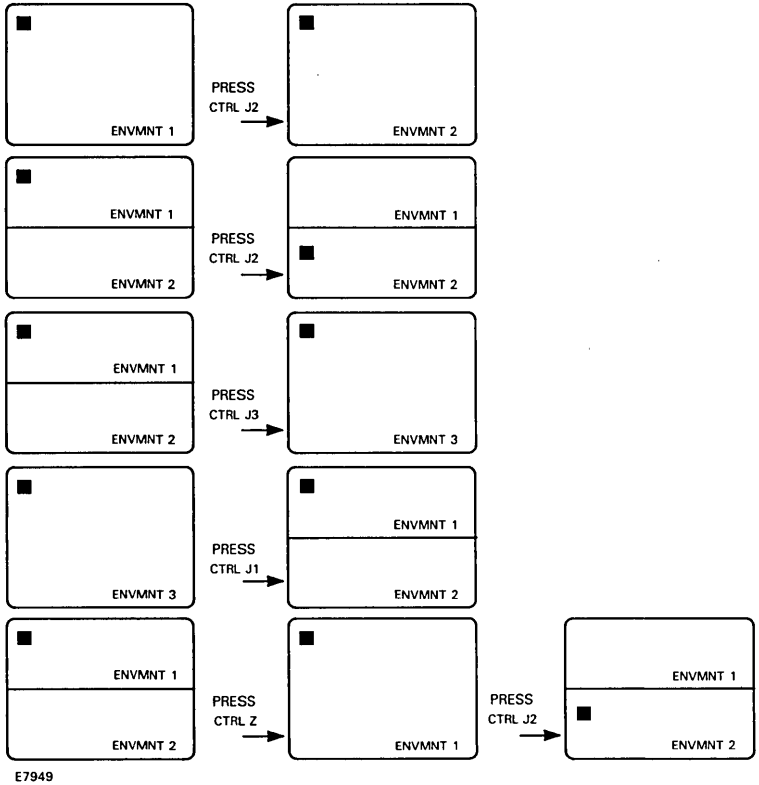 PRESS
CTRL J2
ENVMNT 1
ENVMNT 2
ENVMNT 1
ENVMNT 1
PRESS
CTRL J2
ENVMNT 2
ENVMNT 2
ENVMNT 1
PRESS
CTRL J3
ENVMNT 2
ENVMNT 3
ENVMNT 1
PRESS
CTRL J1
ENVMNT 3
ENVMNT 2
ENVMNT 1
ENVMNT 1
PRESS
CTRL Z
PRESS
CTRL J2
ENVMNT 2
ENVMNT 1
ENVMNT 2
E7949